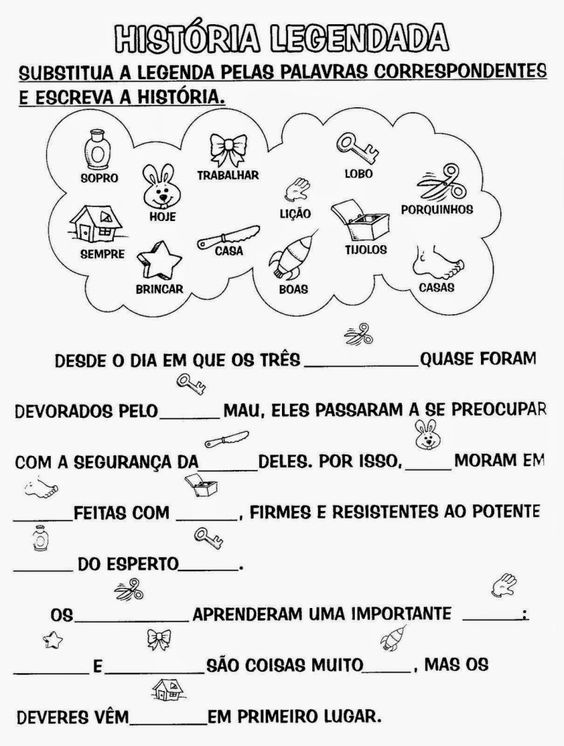 HISTÓRIA LEGENDADA
SUBSTITUA A LEGENDA PELAS PALAVRAS CORRESPONDENTES
E ESCREVA A HISTÓRIA.
SOPRO
TRABALHAR
LOBO
HOJE
LIÇÃO
PORQUINHOS
SEMPRE
CASA
TIJOLOS
BRINCAR
BOAS
CASAS
DESDE O DIA EM QUE OS TRÊS ____________ QUASE FORAM
DEVORADOS PELO ______ MAU, ELES PASSARAM A SE PREOCUPAR
COM A SEGURANÇA DA ______ DELES. POR ISSO, _____ MORAM EM
______ FEITAS COM ______, FIRMES E RESISTENTES AO POTENTE
______ DO ESPERTO ______.
OS ____________ APRENDERAM UMA IMPORTANTE ______:
________ E __________ SÃO COISAS MUITO _____, MAS OS
DEVERES VÊM ________ EM PRIMEIRO LUGAR.